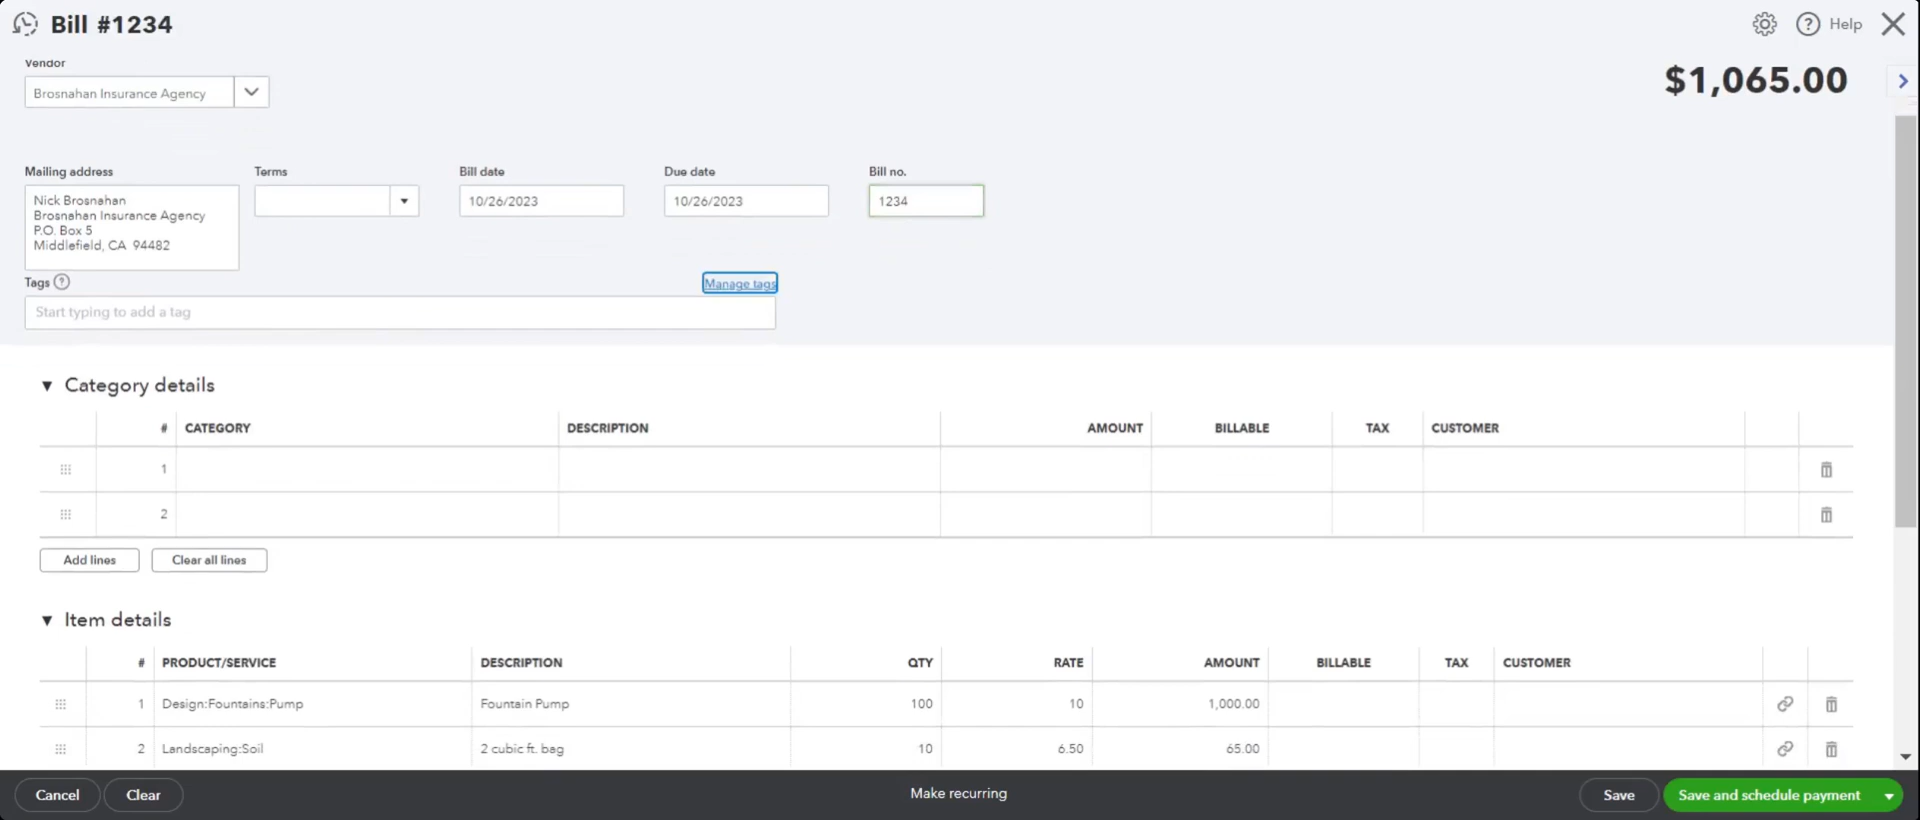 Bill #1234
Help
Vendor
Brosnahan Insurance Agency
$1,065.00
Mailing address
Terms
Bill date
Due date
Bill no.
Nick Brosnahan
Brosnahan Insurance Agency
P.O. Box 5
Middlefield, CA 94482
10/26/2023
10/26/2023
1234
Tags
Manage tags
Start typing to add a tag
Category details
# CATEGORY DESCRIPTION AMOUNT BILLABLE TAX CUSTOMER
1
2
Add lines Clear all lines
Item details
# PRODUCT/SERVICE DESCRIPTION QTY RATE AMOUNT BILLABLE TAX CUSTOMER
1 Design:Fountains:Pump Fountain Pump 100 10 1,000.00
2 Landscaping:Soil 2 cubic ft. bag 10 6.50 65.00
Cancel Clear Make recurring Save Save and schedule payment